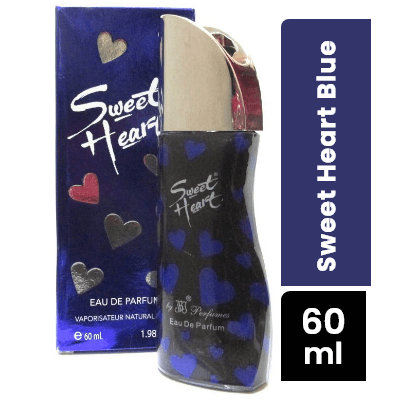 Sweet
Heart
EAU DE PARFUM
VAPORISATEUR NATURAL
℮ 60 mL
1.98
Sweet
Heart
by
Perfumes
Eau De Parfum
Sweet Heart Blue
60
ml